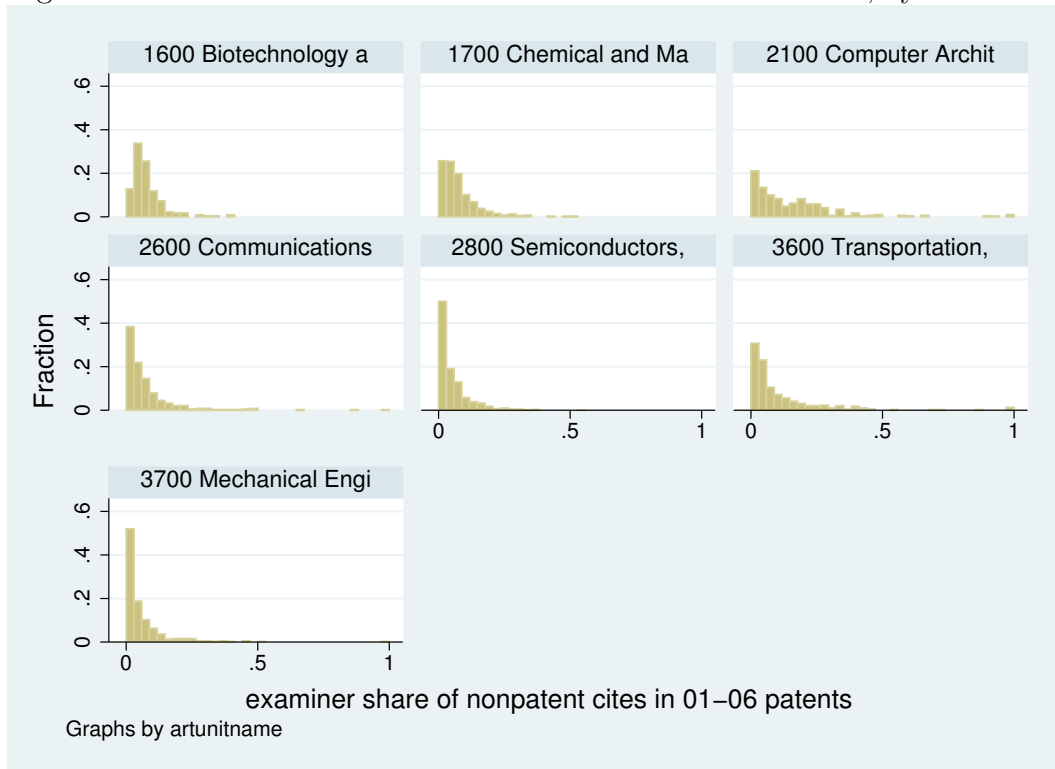 1600 Biotechnology a 1700 Chemical and Ma 2100 Computer Archit
.6
.4
.2
0
2600 Communications 2800 Semiconductors, 3600 Transportation,
.6
.4
.2
0
0 .5 1 0 .5 1
Fraction
3700 Mechanical Engi
.6
.4
.2
0
0 .5 1
examiner share of nonpatent cites in 01−06 patents
Graphs by artunitname